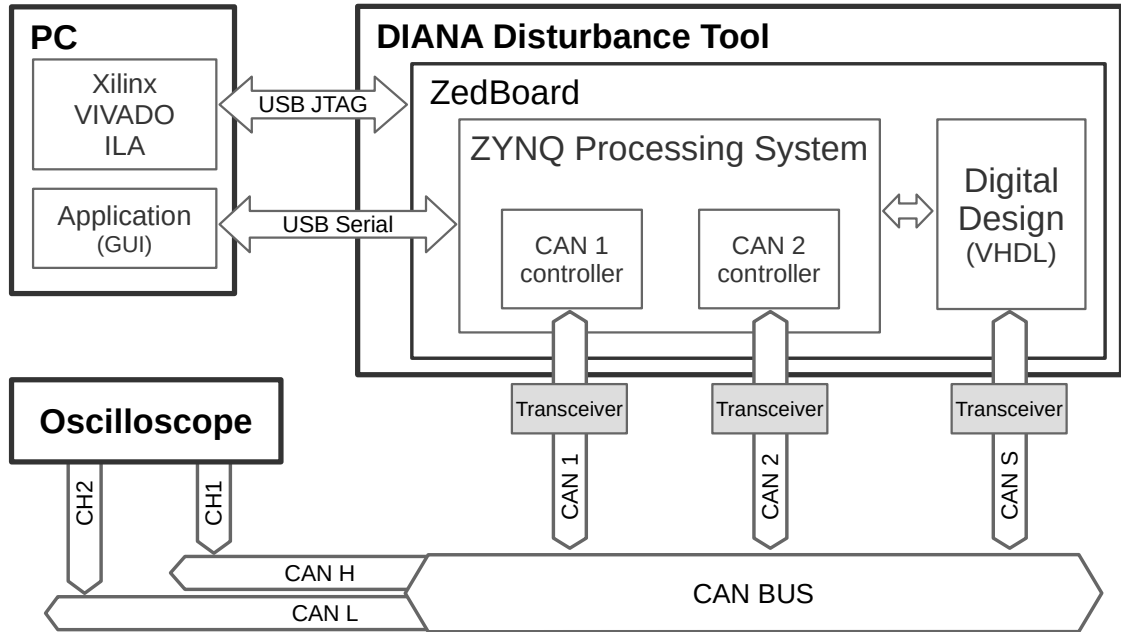 PC
Xilinx
VIVADO
ILA
Application
(GUI)
USB JTAG
USB Serial
DIANA Disturbance Tool
ZedBoard
ZYNQ Processing System
CAN 1
controller
CAN 2
controller
Digital
Design
(VHDL)
Transceiver
Transceiver
Transceiver
Oscilloscope
CH2
CH1
CAN 1
CAN 2
CAN S
CAN H
CAN L
CAN BUS